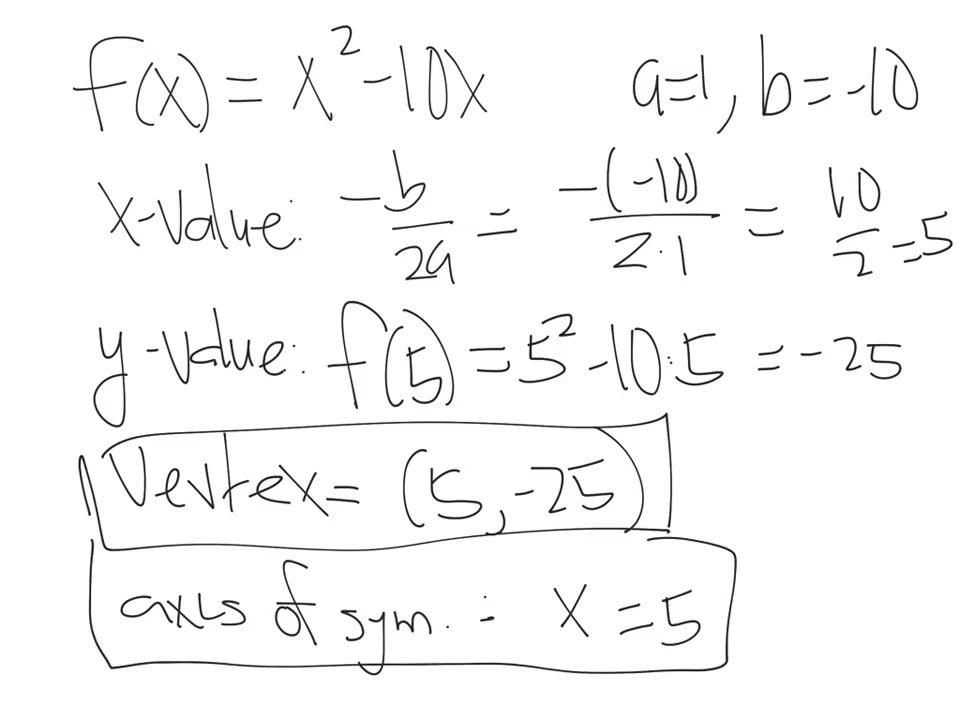 f(x) = x² - 10x    a=1, b=-10
x-value: -b/2a = -(-10)/2·1 = 10/2 = 5
y-value: f(5) = 5² - 10·5 = -25
Vertex = (5, -25)
axis of sym. : x = 5